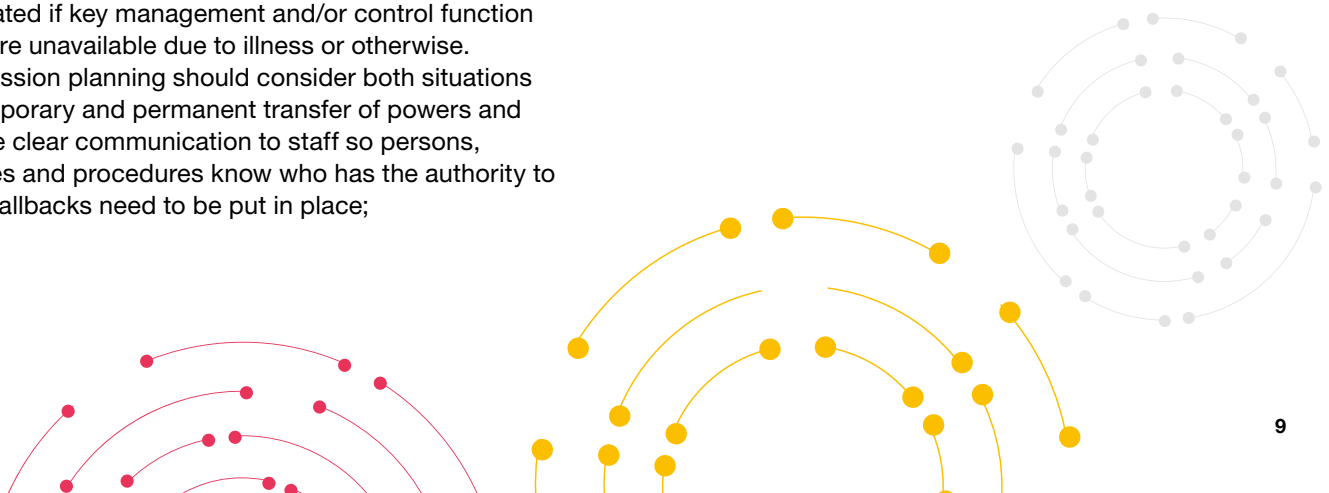 ated if key management and/or control function
re unavailable due to illness or otherwise.
ssion planning should consider both situations
porary and permanent transfer of powers and
e clear communication to staff so persons,
es and procedures know who has the authority to
allbacks need to be put in place;
9